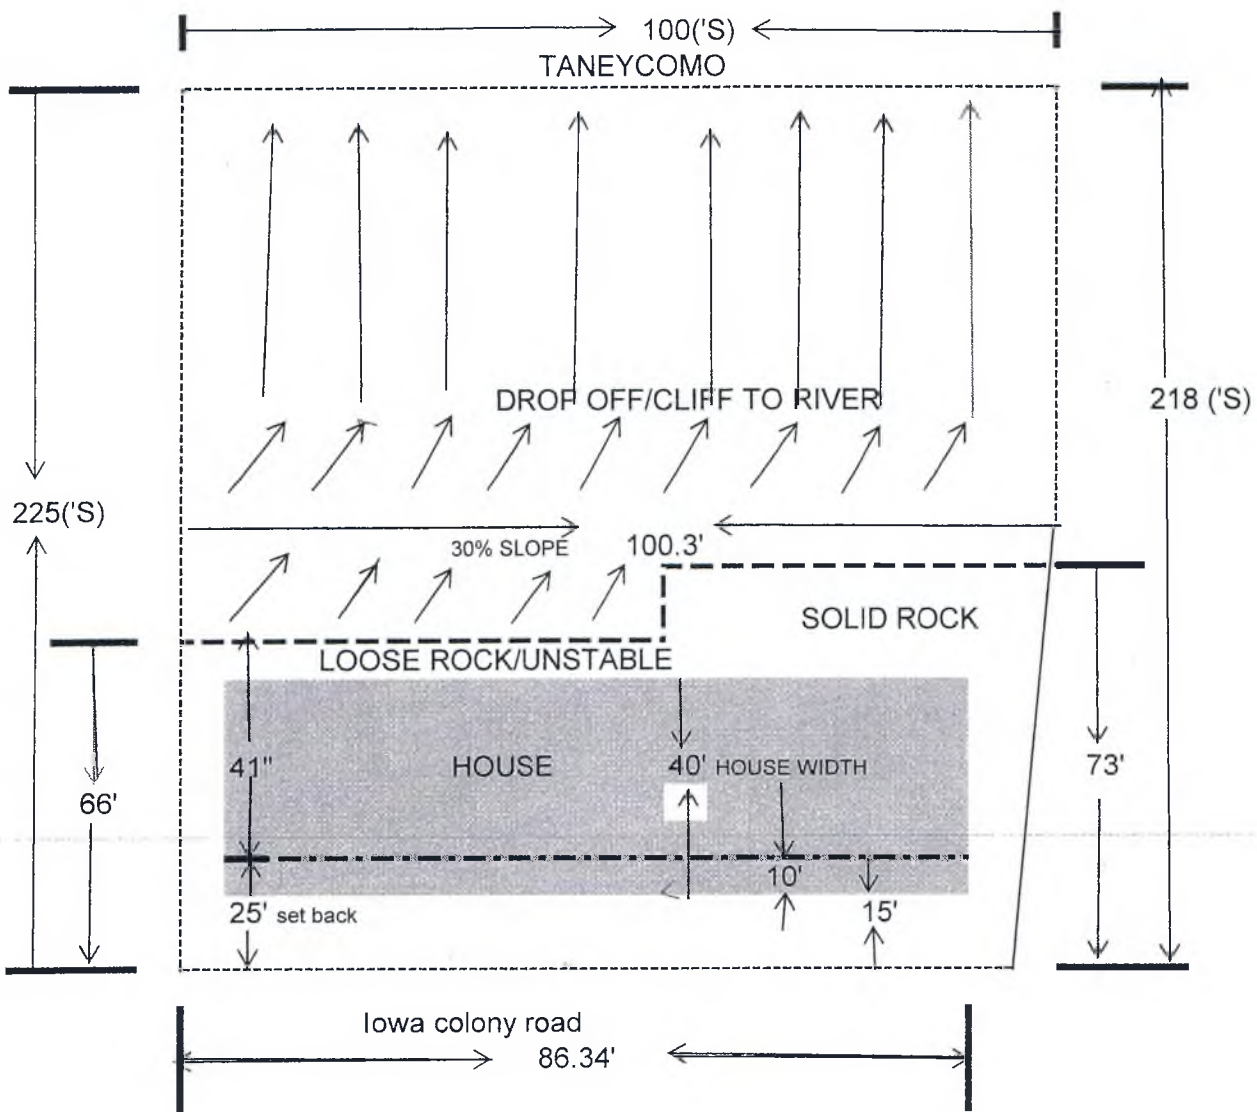 100('S)
TANEYCOMO
DROP OFF/CLIFF TO RIVER
218 ('S)
225('S)
30% SLOPE
100.3'
SOLID ROCK
LOOSE ROCK/UNSTABLE
41"
HOUSE
40' HOUSE WIDTH
73'
66'
10'
25' set back
15'
Iowa colony road
86.34'